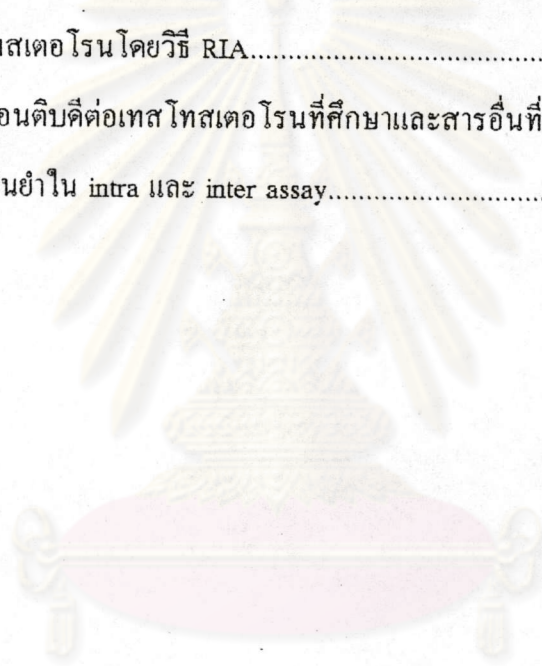 ทสเตอโรนโดยวิธี RIA........................................
อนติบดีต่อเทสโทสเตอโรนที่ศึกษาและสารอื่นที่
นยำใน intra และ inter assay..............................